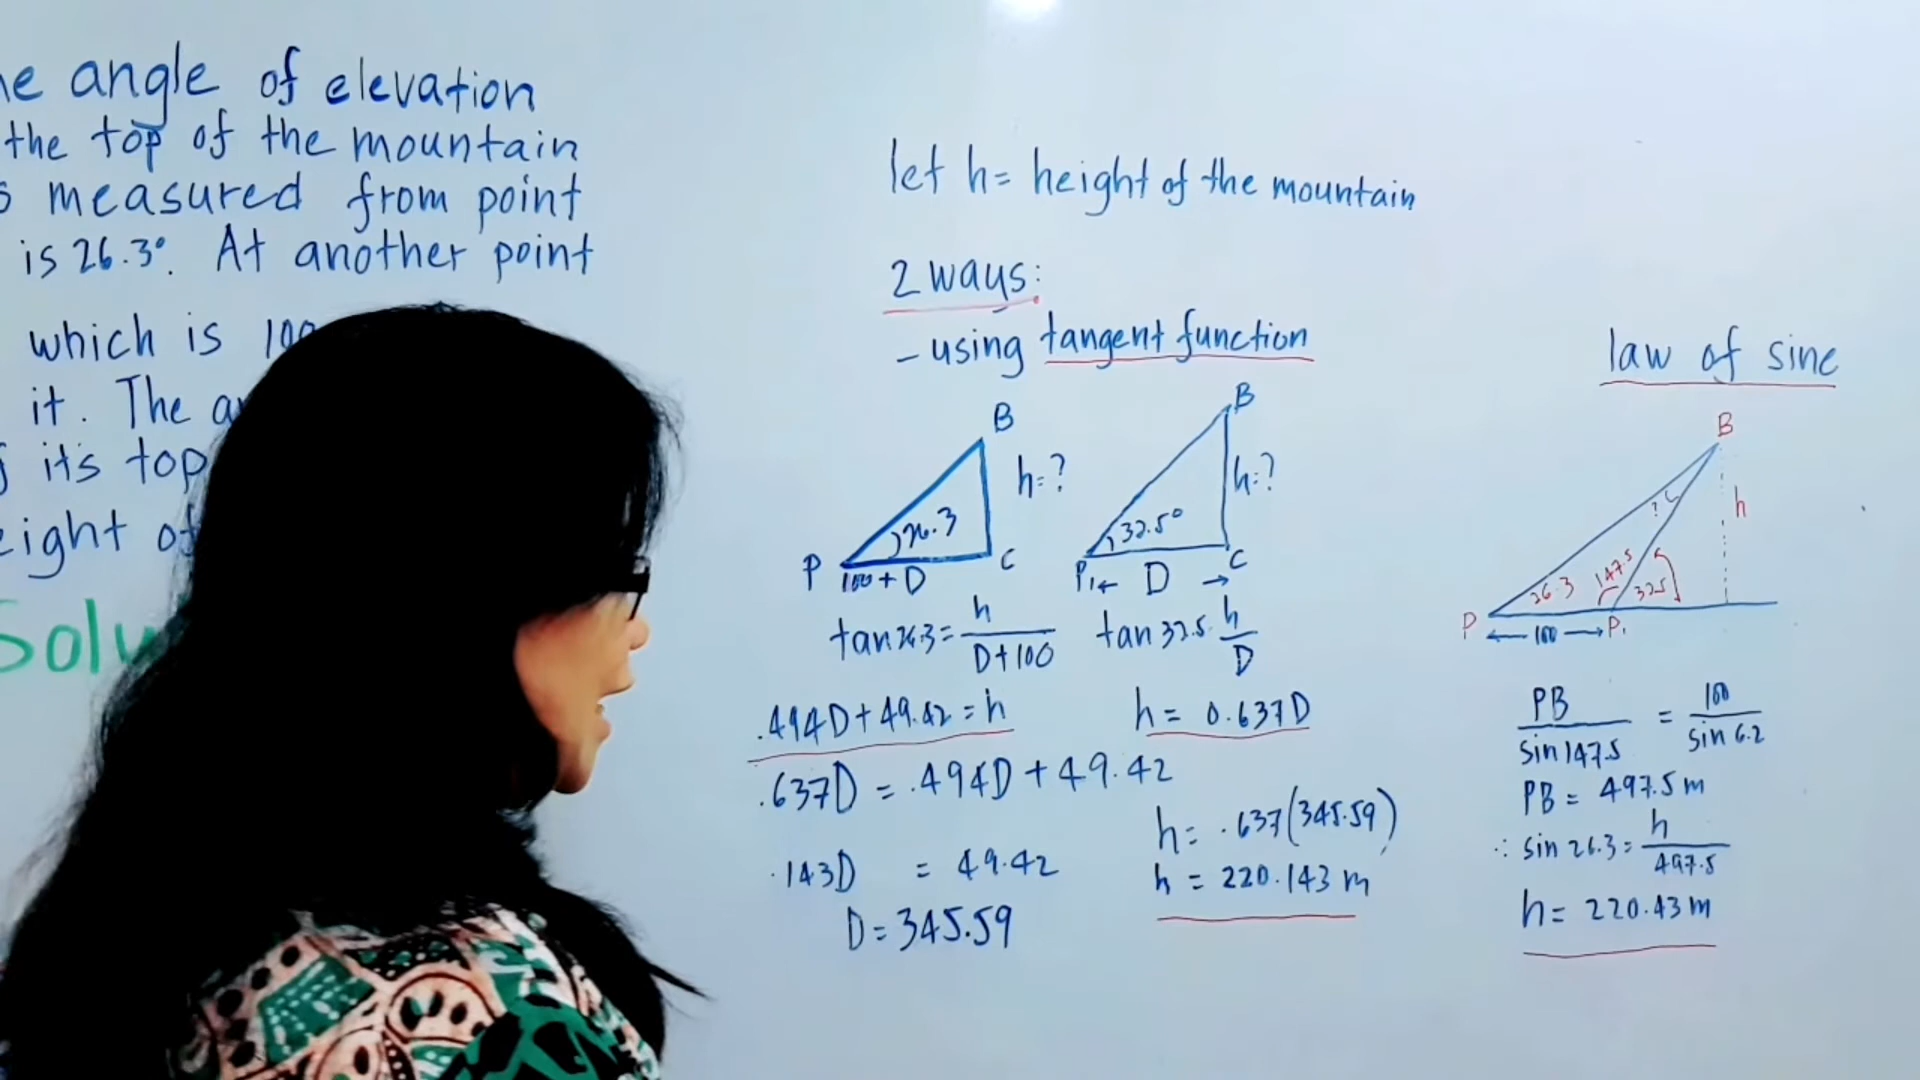 angle of elevation
the top of the mountain
measured from point
is 26.3°. At another point
which is
it. The
its top
of
let h= height of the mountain
2 ways:
- using tangent function
B
h=?
26.3
P
C
100 + D
B
h=?
32.5°
P₁
C
← D →
tan 26.3 = h / D+100
tan 32.5 = h / D
.494D + 49.42 = h
h = 0.637D
.637D = .494D + 49.42
.143D = 49.42
D = 345.59
h = .637(345.59)
h = 220.143 m
law of sine
B
?
h
26.3
147.5
32.5
P
← 100 →
P₁
PB / sin 147.5 = 100 / sin 6.2
PB = 497.5 m
∴ sin 26.3 = h / 497.5
h = 220.43 m